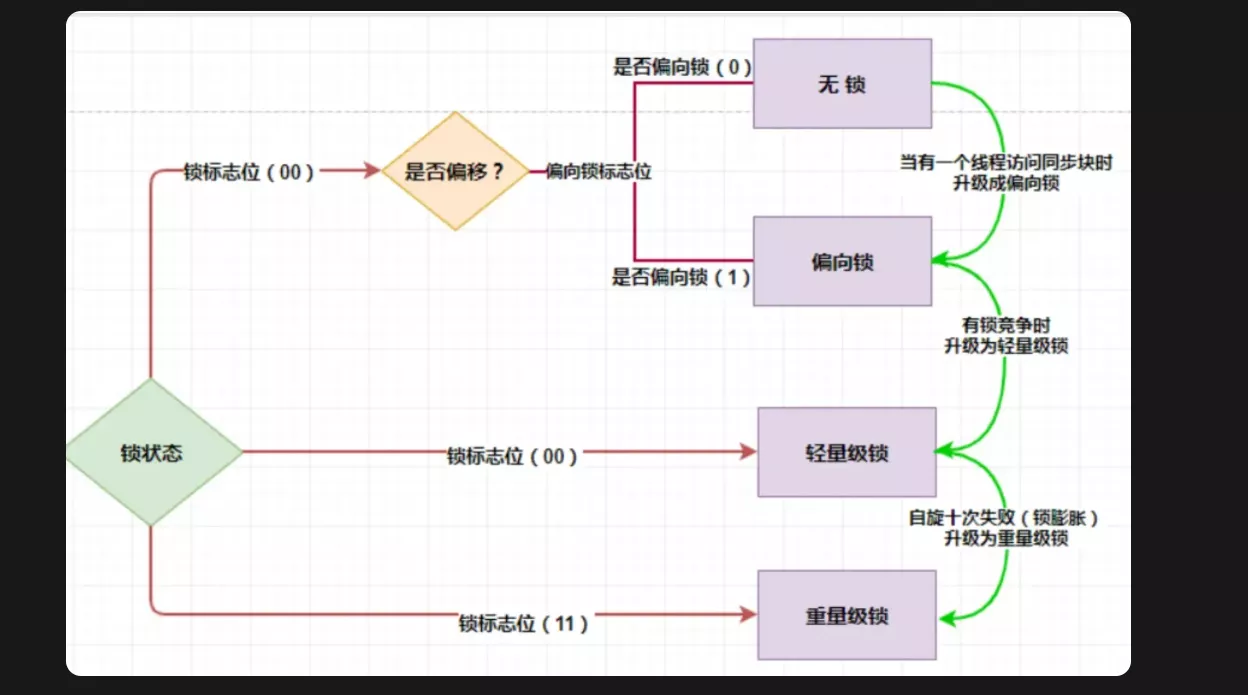 是否偏向锁（0）
无 锁
锁标志位（00）
是否偏移？
偏向锁标志位
当有一个线程访问同步块时
升级成偏向锁
偏向锁
是否偏向锁（1）
有锁竞争时
升级为轻量级锁
锁状态
锁标志位（00）
轻量级锁
自旋十次失败（锁膨胀）
升级为重量级锁
锁标志位（11）
重量级锁